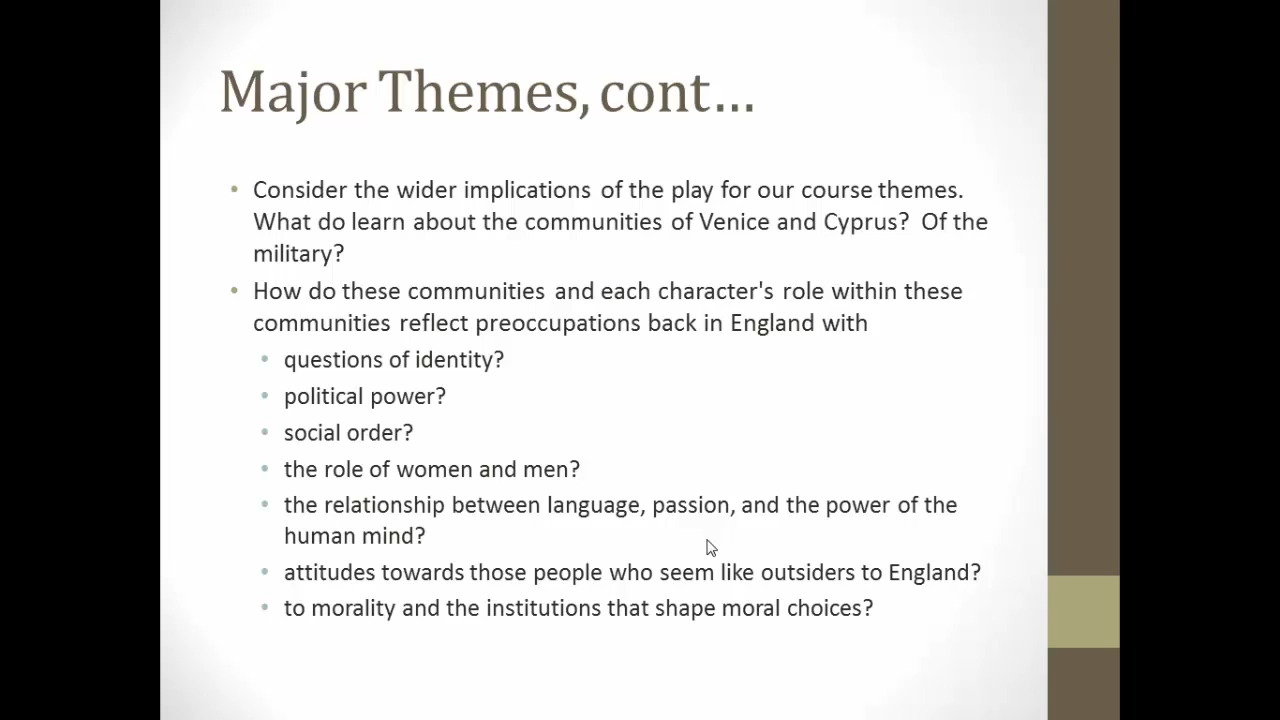 Major Themes, cont…
• Consider the wider implications of the play for our course themes.
What do learn about the communities of Venice and Cyprus? Of the
military?
• How do these communities and each character's role within these
communities reflect preoccupations back in England with
• questions of identity?
• political power?
• social order?
• the role of women and men?
• the relationship between language, passion, and the power of the
human mind?
• attitudes towards those people who seem like outsiders to England?
• to morality and the institutions that shape moral choices?